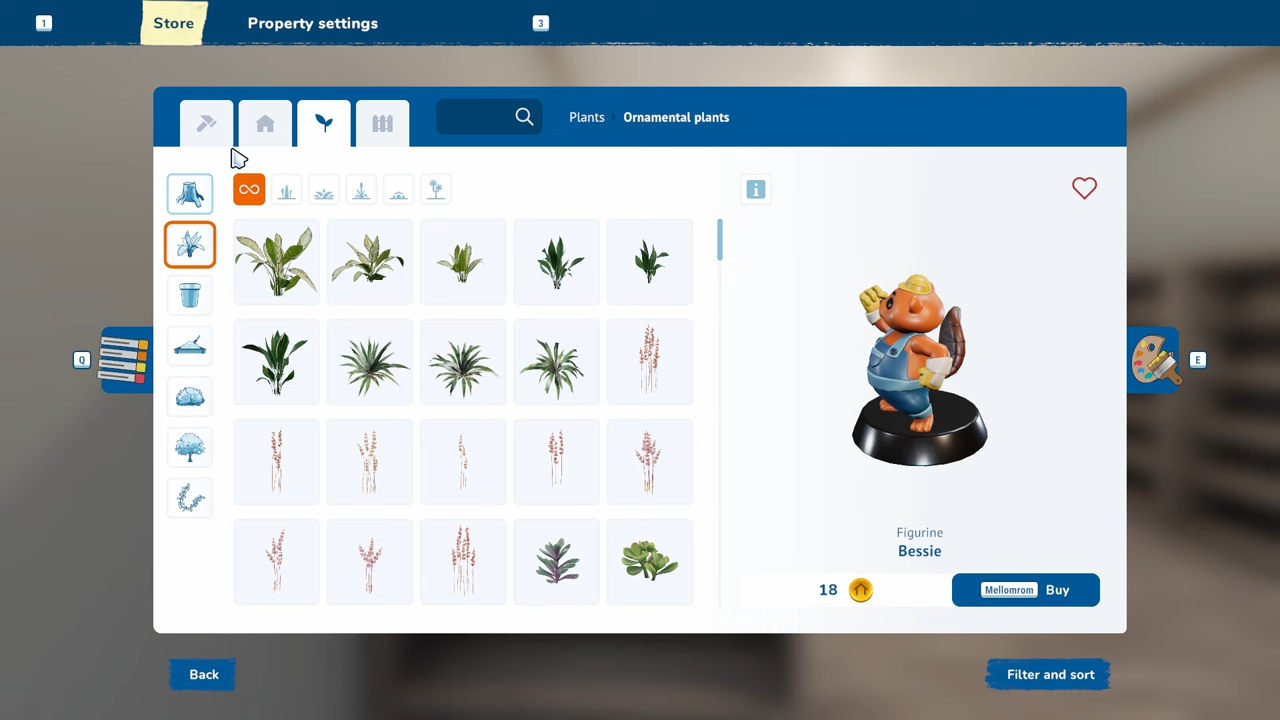 1
Store
Property settings
3
Plants
Ornamental plants
Q
E
Figurine
Bessie
18
Mellomrom
Buy
Back
Filter and sort